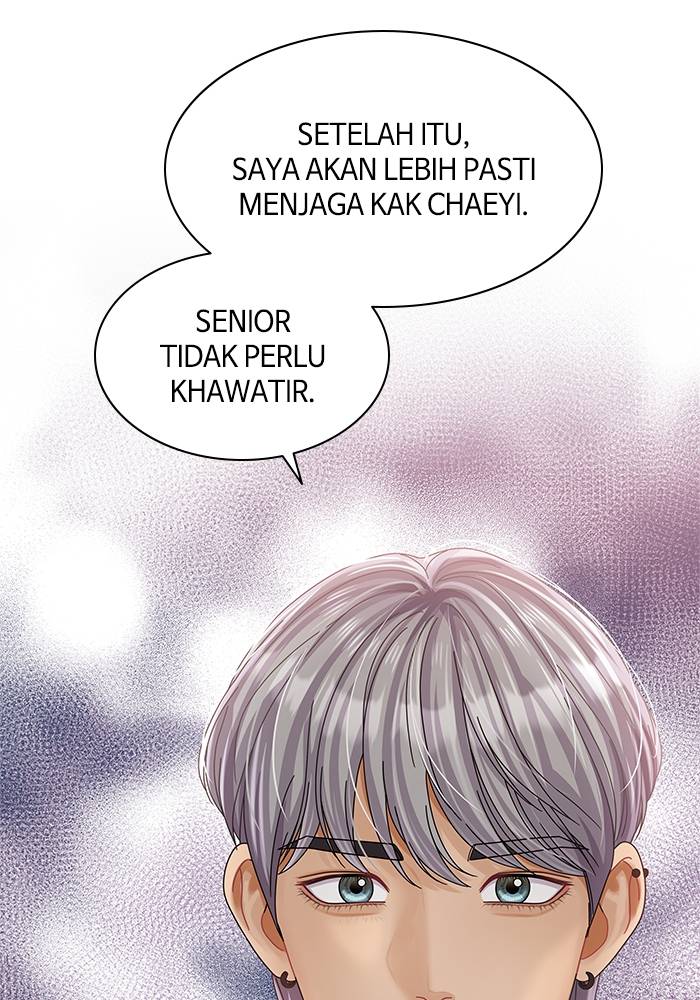 SETELAH ITU,
SAYA AKAN LEBIH PASTI
MENJAGA KAK CHAEYI.
SENIOR
TIDAK PERLU
KHAWATIR.